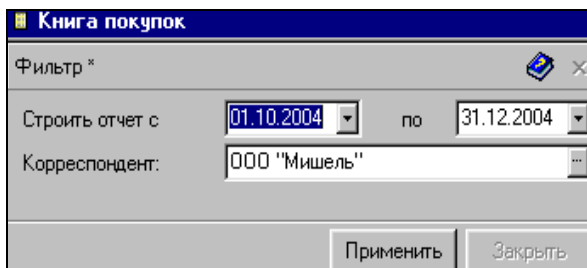 Книга покупок
Фильтр *
Строить отчет с 01.10.2004 по 31.12.2004
Корреспондент: ООО "Мишель" ...
Применить Закрыть